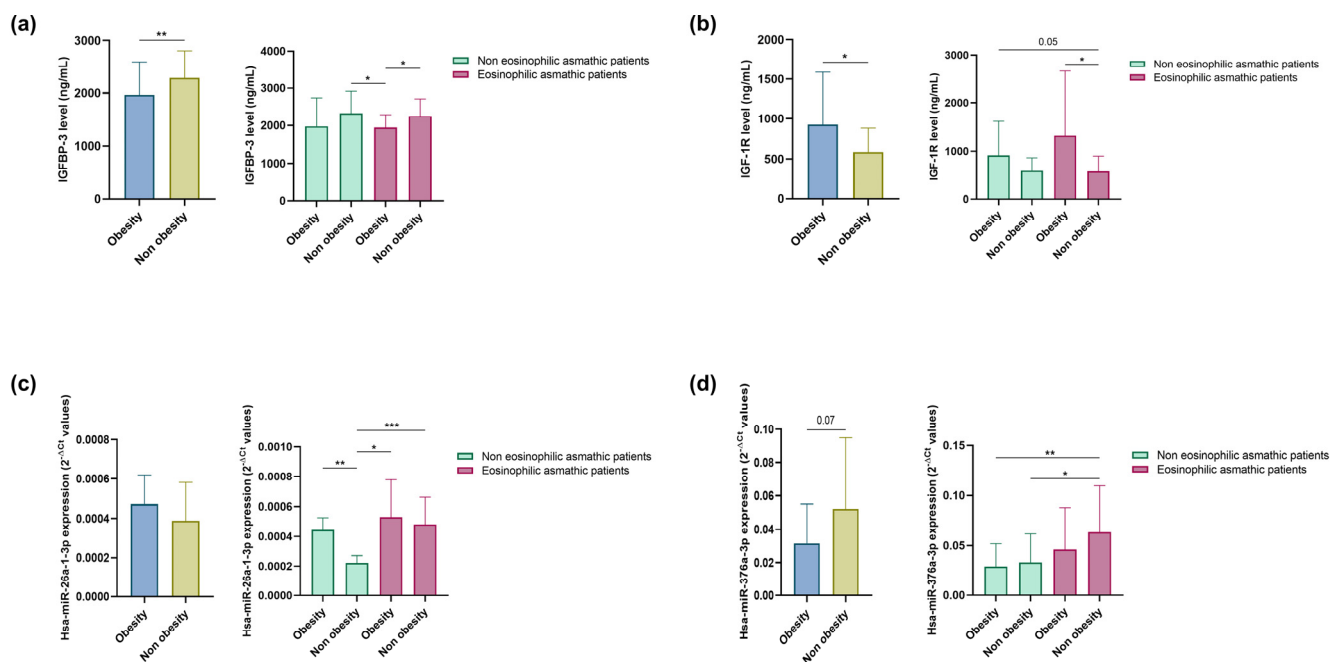 (a)
IGFBP-3 level (ng/mL)
3000
2000
1000
0
**
Obesity
Non obesity
IGFBP-3 level (ng/mL)
4000
3000
2000
1000
0
*
*
Obesity
Non obesity
Obesity
Non obesity
Non eosinophilic asmathic patients
Eosinophilic asmathic patients
(b)
IGF-1R level (ng/mL)
2000
1500
1000
500
0
*
Obesity
Non obesity
IGF-1R level (ng/mL)
3000
2000
1000
0
0.05
*
Obesity
Non obesity
Obesity
Non obesity
Non eosinophilic asmathic patients
Eosinophilic asmathic patients
(c)
Hsa-miR-26a-1-3p expression (2^-ΔCt values)
0.0008
0.0006
0.0004
0.0002
0.0000
Obesity
Non obesity
Hsa-miR-26a-1-3p expression (2^-ΔCt values)
0.0010
0.0008
0.0006
0.0004
0.0002
0.0000
***
**
*
Obesity
Non obesity
Obesity
Non obesity
Non eosinophilic asmathic patients
Eosinophilic asmathic patients
(d)
Hsa-miR-376a-3p expression (2^-ΔCt values)
0.10
0.08
0.06
0.04
0.02
0.00
0.07
Obesity
Non obesity
Hsa-miR-376a-3p expression (2^-ΔCt values)
0.15
0.10
0.05
0.00
**
*
Obesity
Non obesity
Obesity
Non obesity
Non eosinophilic asmathic patients
Eosinophilic asmathic patients